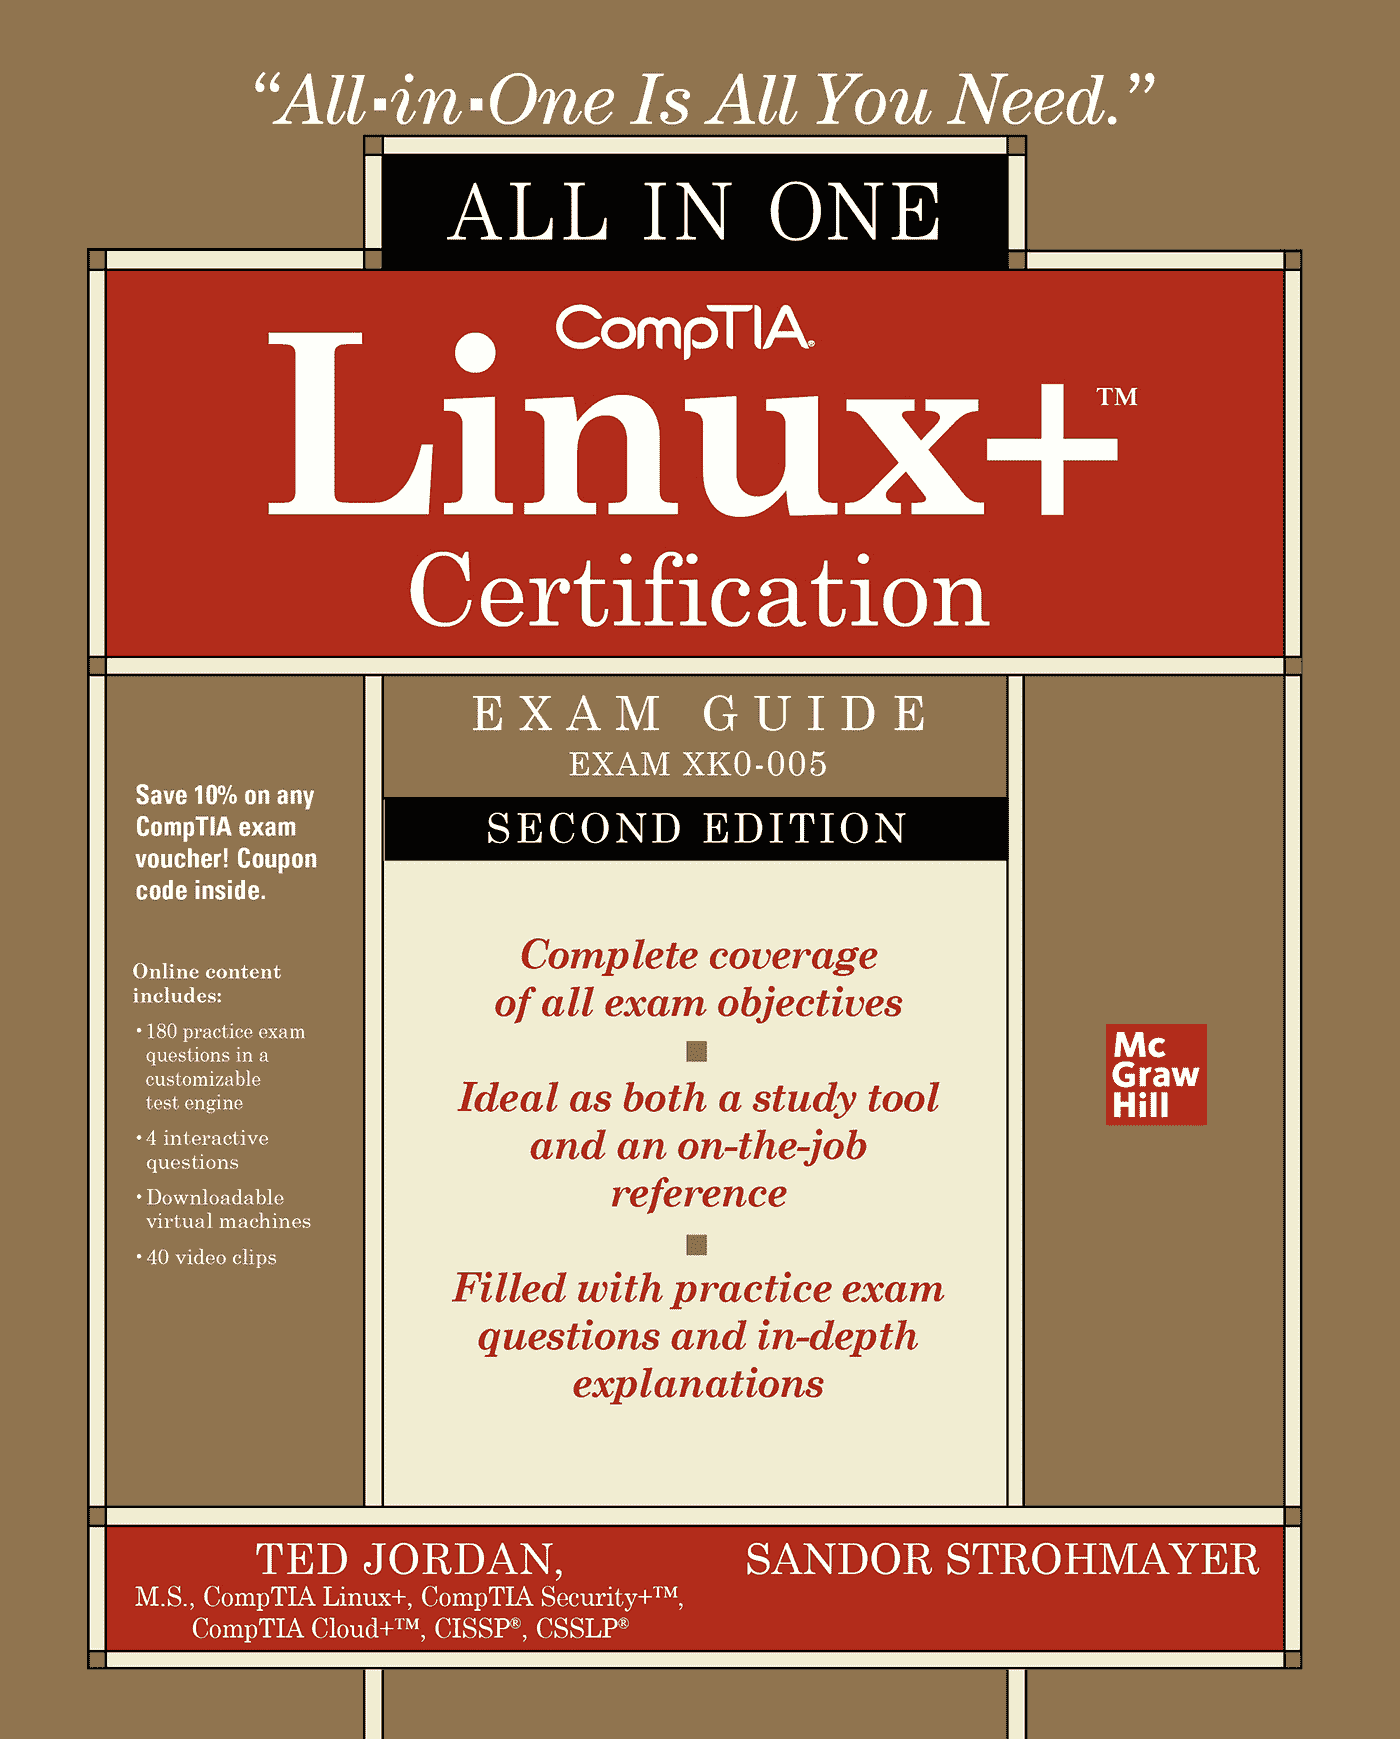 “All▪in▪One Is All You Need.”
ALL IN ONE
CompTIA®
Linux+™
Certification
EXAM GUIDE
EXAM XK0-005
SECOND EDITION
Save 10% on any
CompTIA exam
voucher! Coupon
code inside.
Online content
includes:
• 180 practice exam
questions in a
customizable
test engine
• 4 interactive
questions
• Downloadable
virtual machines
• 40 video clips
Complete coverage
of all exam objectives
■
Ideal as both a study tool
and an on-the-job
reference
■
Filled with practice exam
questions and in-depth
explanations
Mc
Graw
Hill
TED JORDAN,
M.S., CompTIA Linux+, CompTIA Security+™,
CompTIA Cloud+™, CISSP®, CSSLP®
SANDOR STROHMAYER